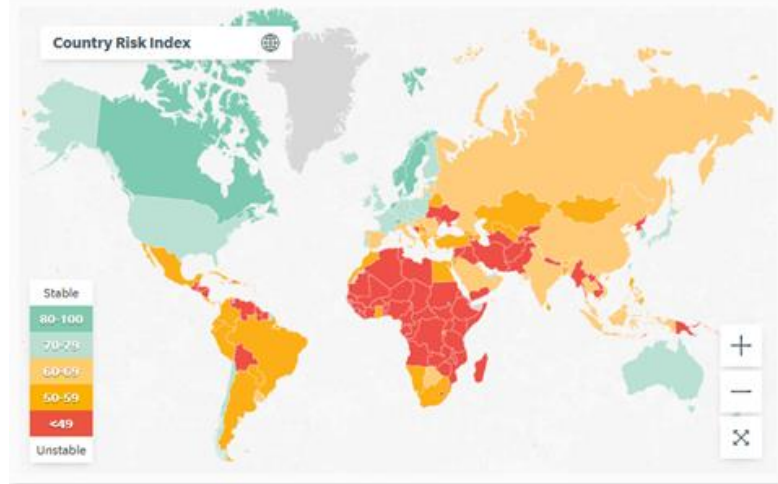 Country Risk Index
Stable
80-100
70-79
60-69
50-59
<49
Unstable